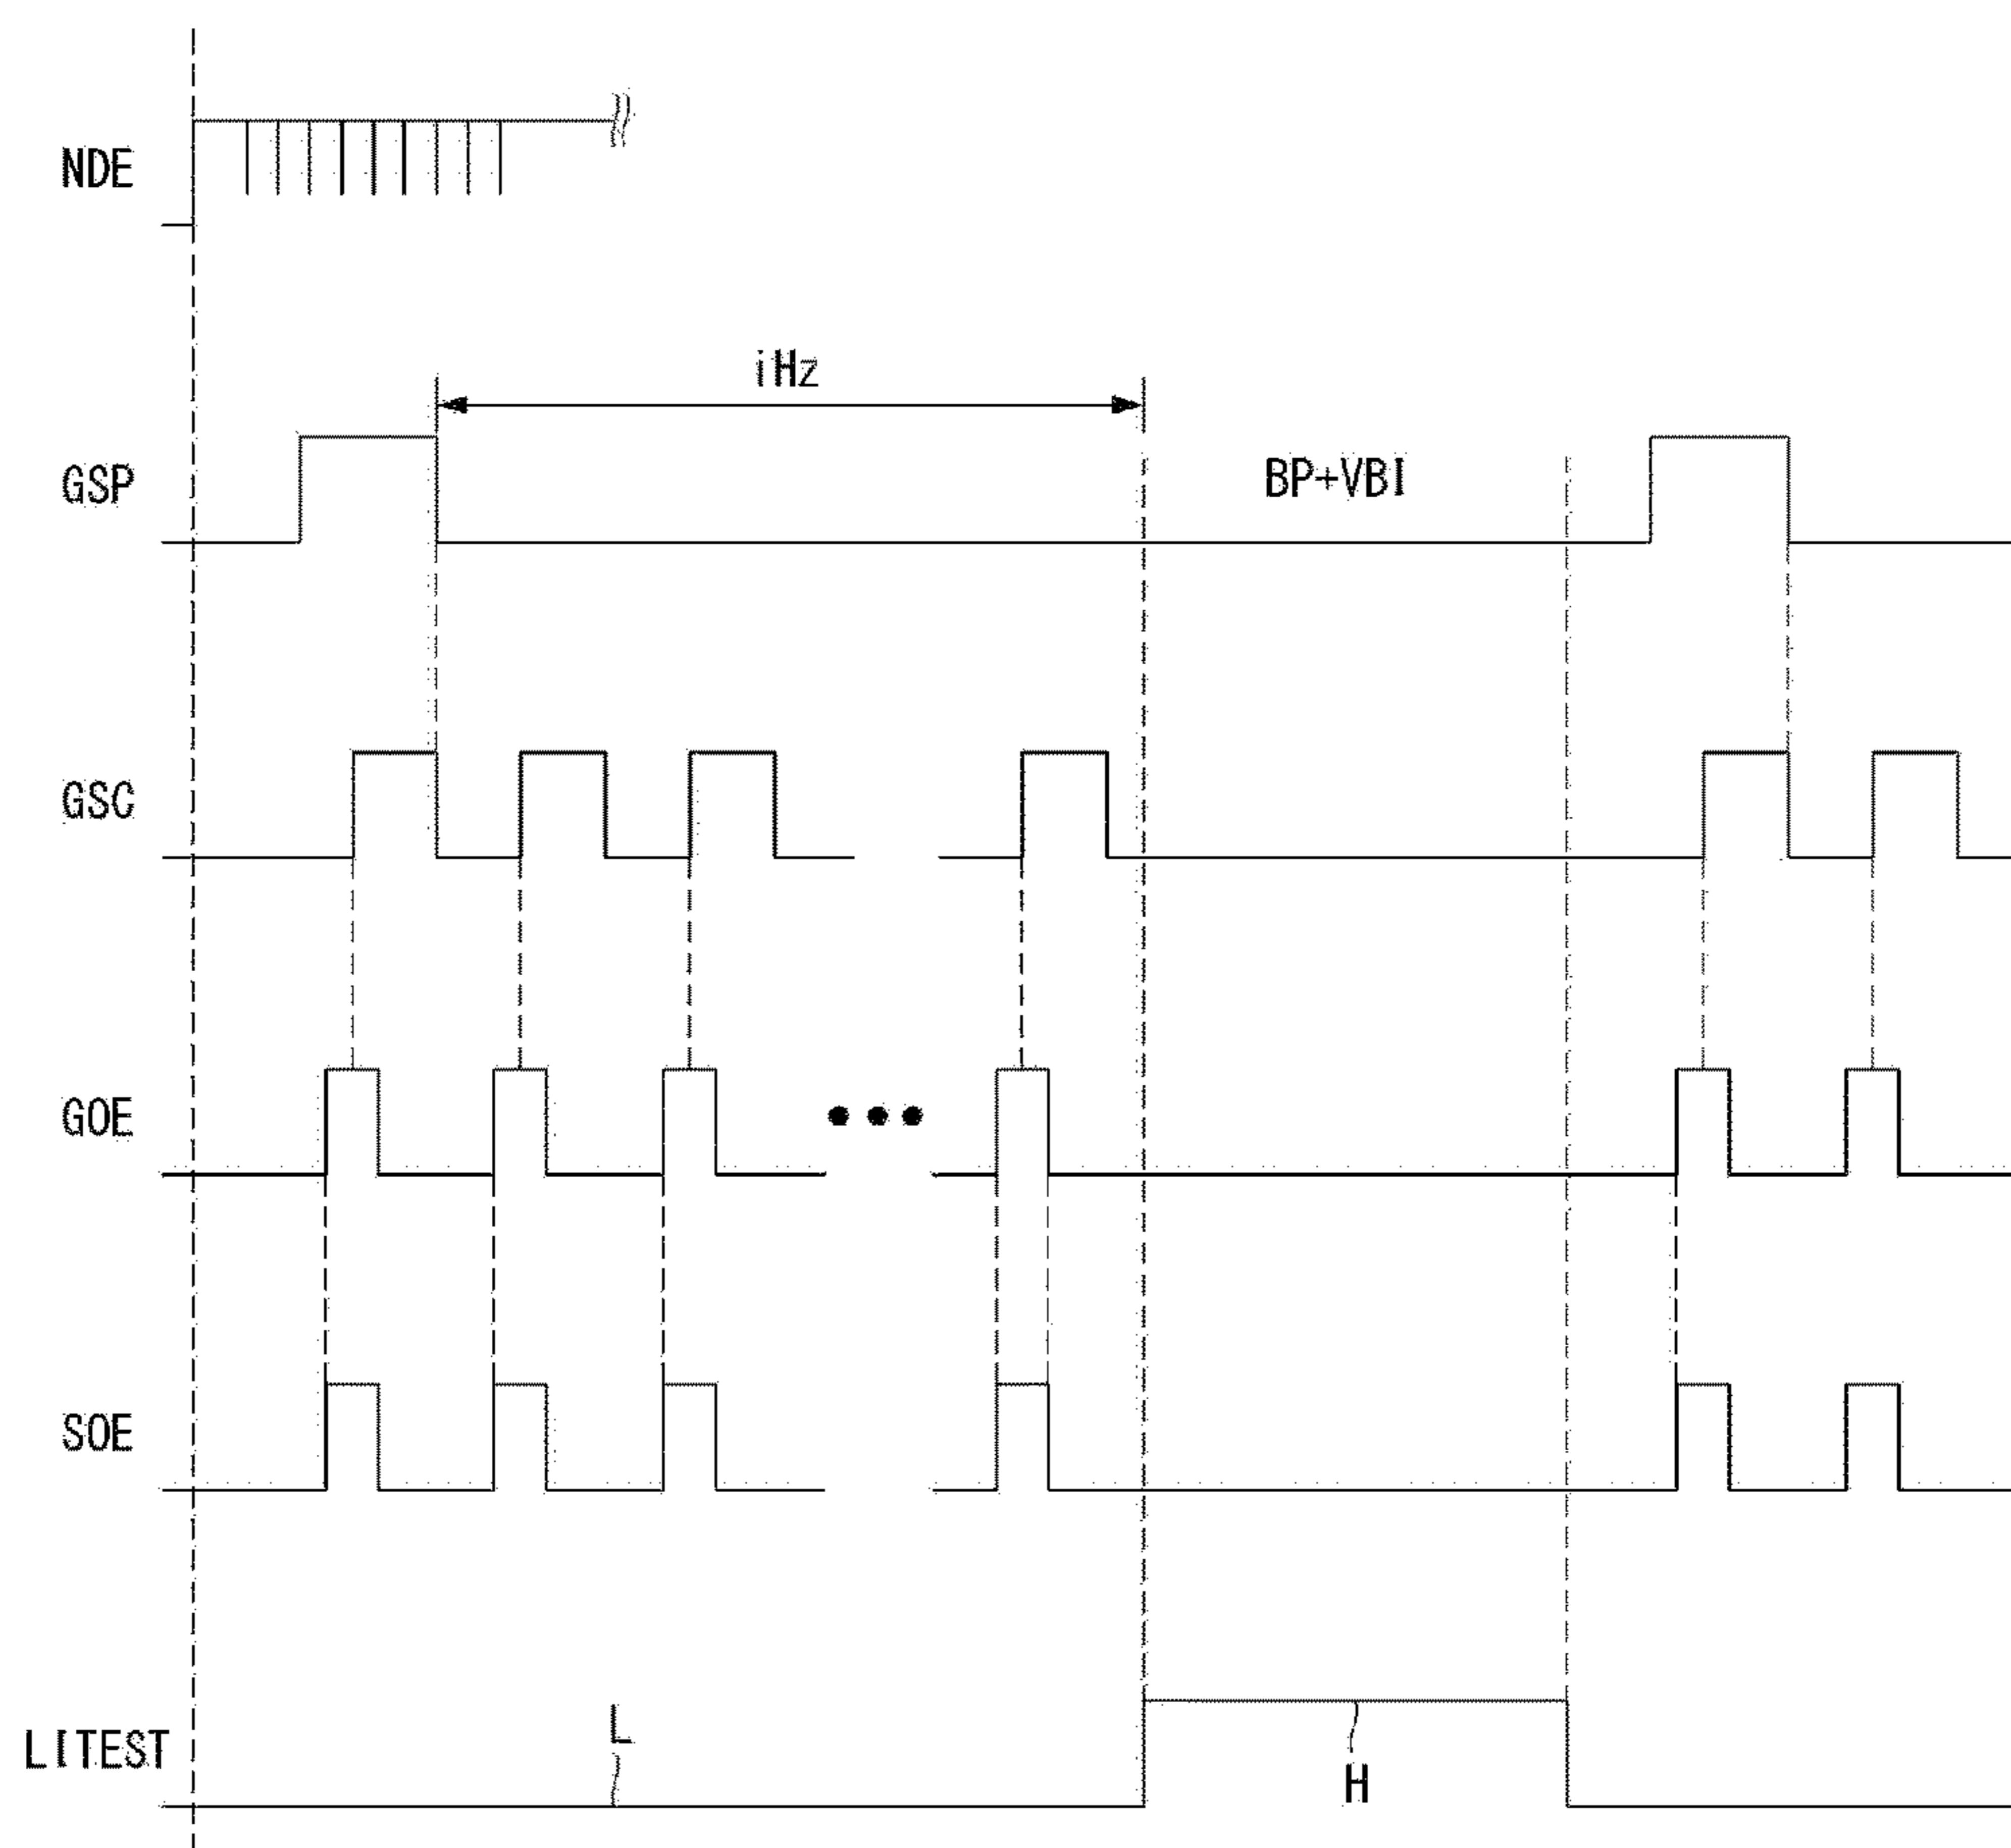 NDE
iHz
GSP
BP+VBI
GSC
GOE
SOE
L
LITEST
H